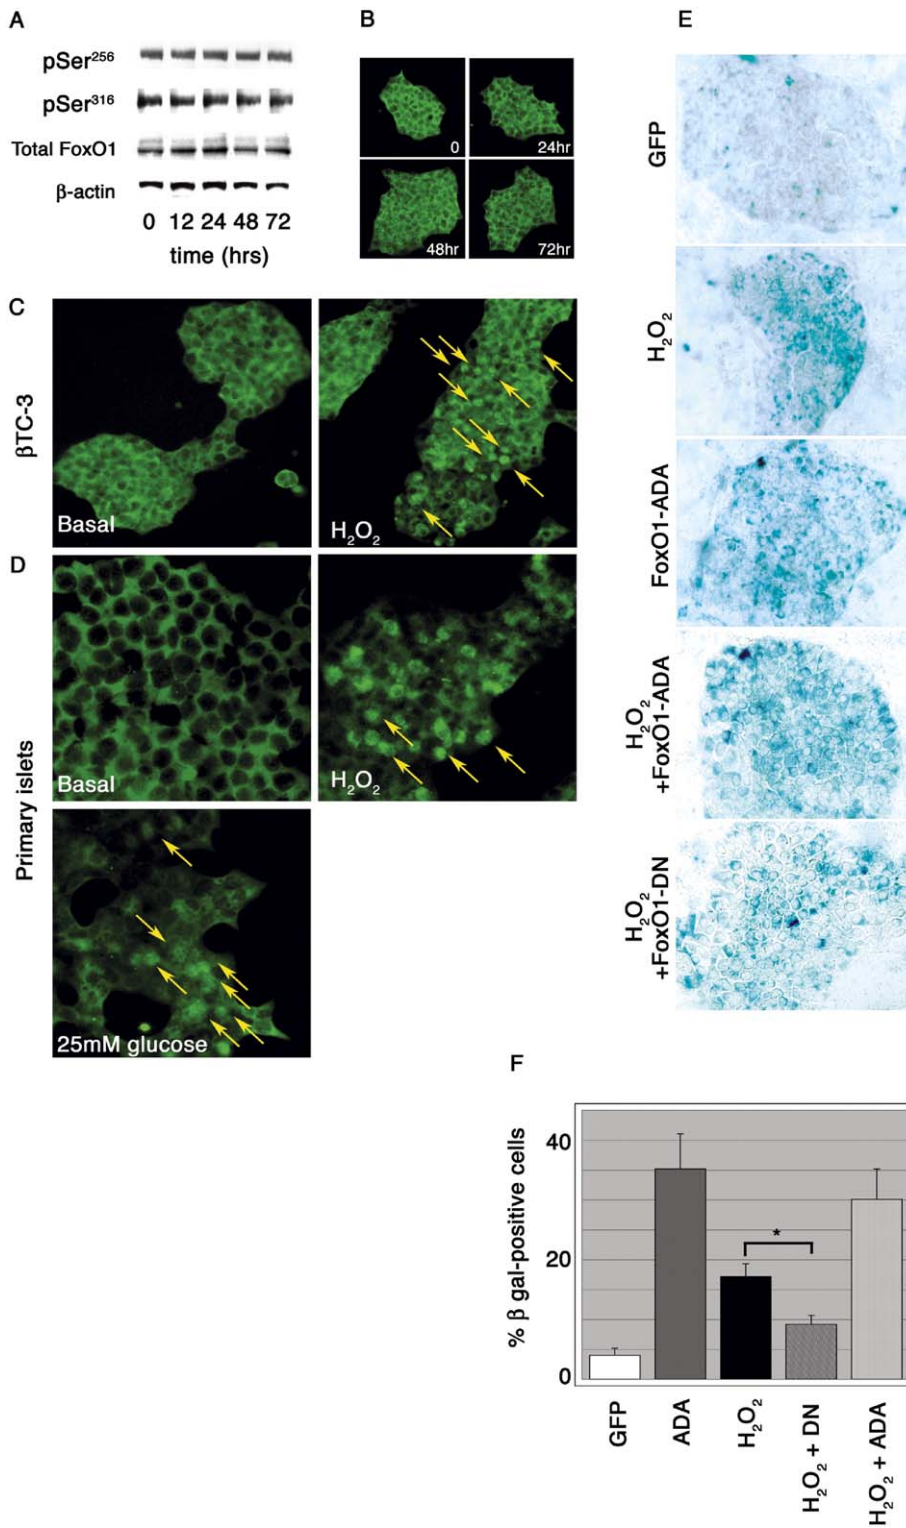 A
pSer²⁵⁶
pSer³¹⁶
Total FoxO1
β-actin
0 12 24 48 72
time (hrs)
B
0
24hr
48hr
72hr
C
βTC-3
Basal
H₂O₂
D
Primary islets
Basal
H₂O₂
25mM glucose
E
GFP
H₂O₂
FoxO1-ADA
H₂O₂
+FoxO1-ADA
H₂O₂
+FoxO1-DN
F
% β gal-positive cells
40
20
0
*
GFP
ADA
H₂O₂
H₂O₂ + DN
H₂O₂ + ADA